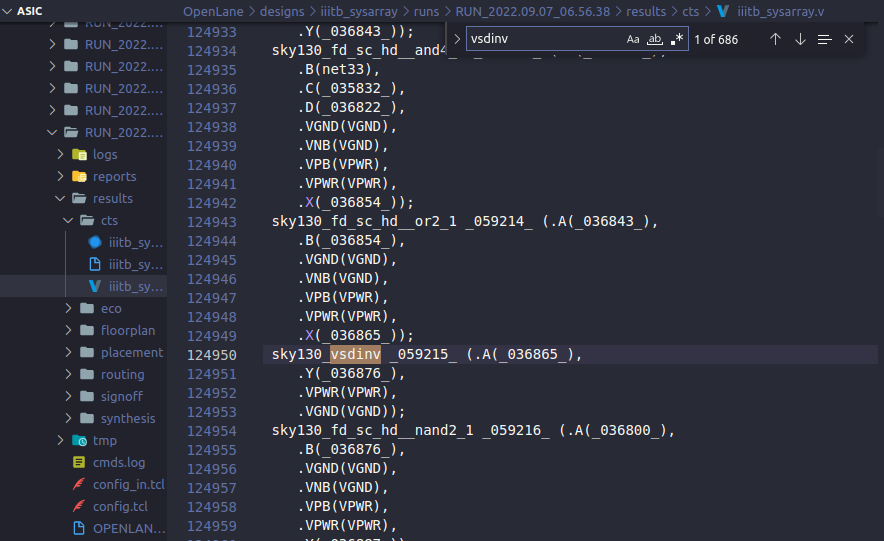 ASIC
RUN_2022....
RUN_2022....
RUN_2022....
RUN_2022....
RUN_2022....
RUN_2022....
logs
reports
results
cts
iiitb_sy...
iiitb_sy...
iiitb_sy...
eco
floorplan
placement
routing
signoff
synthesis
tmp
cmds.log
config_in.tcl
config.tcl
OPENLAN...
OpenLane > designs > iiitb_sysarray > runs > RUN_2022.09.07_06.56.38 > results > cts > iiitb_sysarray.v
vsdinv Aa ab .* 1 of 686
124933 .Y(_036843_));
124934 sky130_fd_sc_hd__and4
124935 .B(net33),
124936 .C(_035832_),
124937 .D(_036822_),
124938 .VGND(VGND),
124939 .VNB(VGND),
124940 .VPB(VPWR),
124941 .VPWR(VPWR),
124942 .X(_036854_));
124943 sky130_fd_sc_hd__or2_1 _059214_ (.A(_036843_),
124944 .B(_036854_),
124945 .VGND(VGND),
124946 .VNB(VGND),
124947 .VPB(VPWR),
124948 .VPWR(VPWR),
124949 .X(_036865_));
124950 sky130_vsdinv _059215_ (.A(_036865_),
124951 .Y(_036876_),
124952 .VPWR(VPWR),
124953 .VGND(VGND));
124954 sky130_fd_sc_hd__nand2_1 _059216_ (.A(_036800_),
124955 .B(_036876_),
124956 .VGND(VGND),
124957 .VNB(VGND),
124958 .VPB(VPWR),
124959 .VPWR(VPWR),